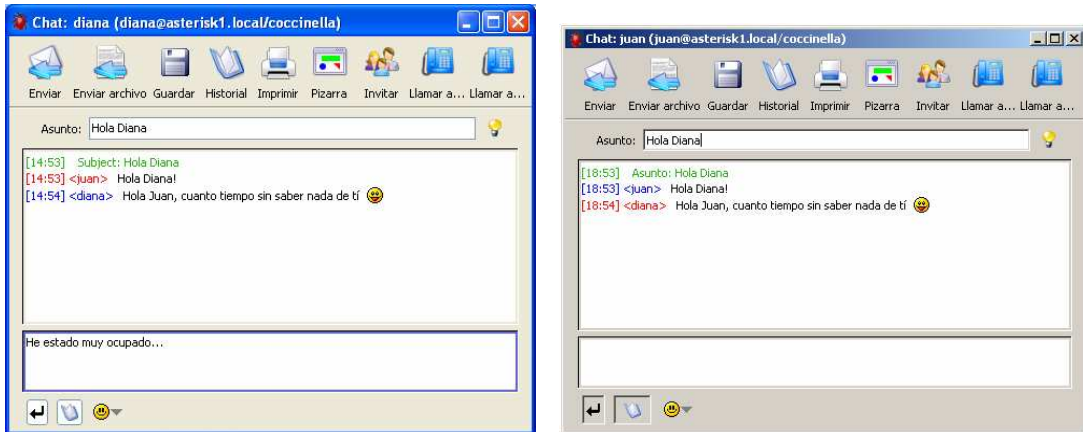 Chat: diana (diana@asterisk1.local/coccinella)
Enviar Enviar archivo Guardar Historial Imprimir Pizarra Invitar Llamar a... Llamar a...
Asunto: Hola Diana
[14:53] Subject: Hola Diana
[14:53] <juan> Hola Diana!
[14:54] <diana> Hola Juan, cuanto tiempo sin saber nada de tí
He estado muy ocupado...
Chat: juan (juan@asterisk1.local/coccinella)
Enviar Enviar archivo Guardar Historial Imprimir Pizarra Invitar Llamar a... Llamar a...
Asunto: Hola Diana
[18:53] Asunto: Hola Diana
[18:53] <juan> Hola Diana!
[18:54] <diana> Hola Juan, cuanto tiempo sin saber nada de tí